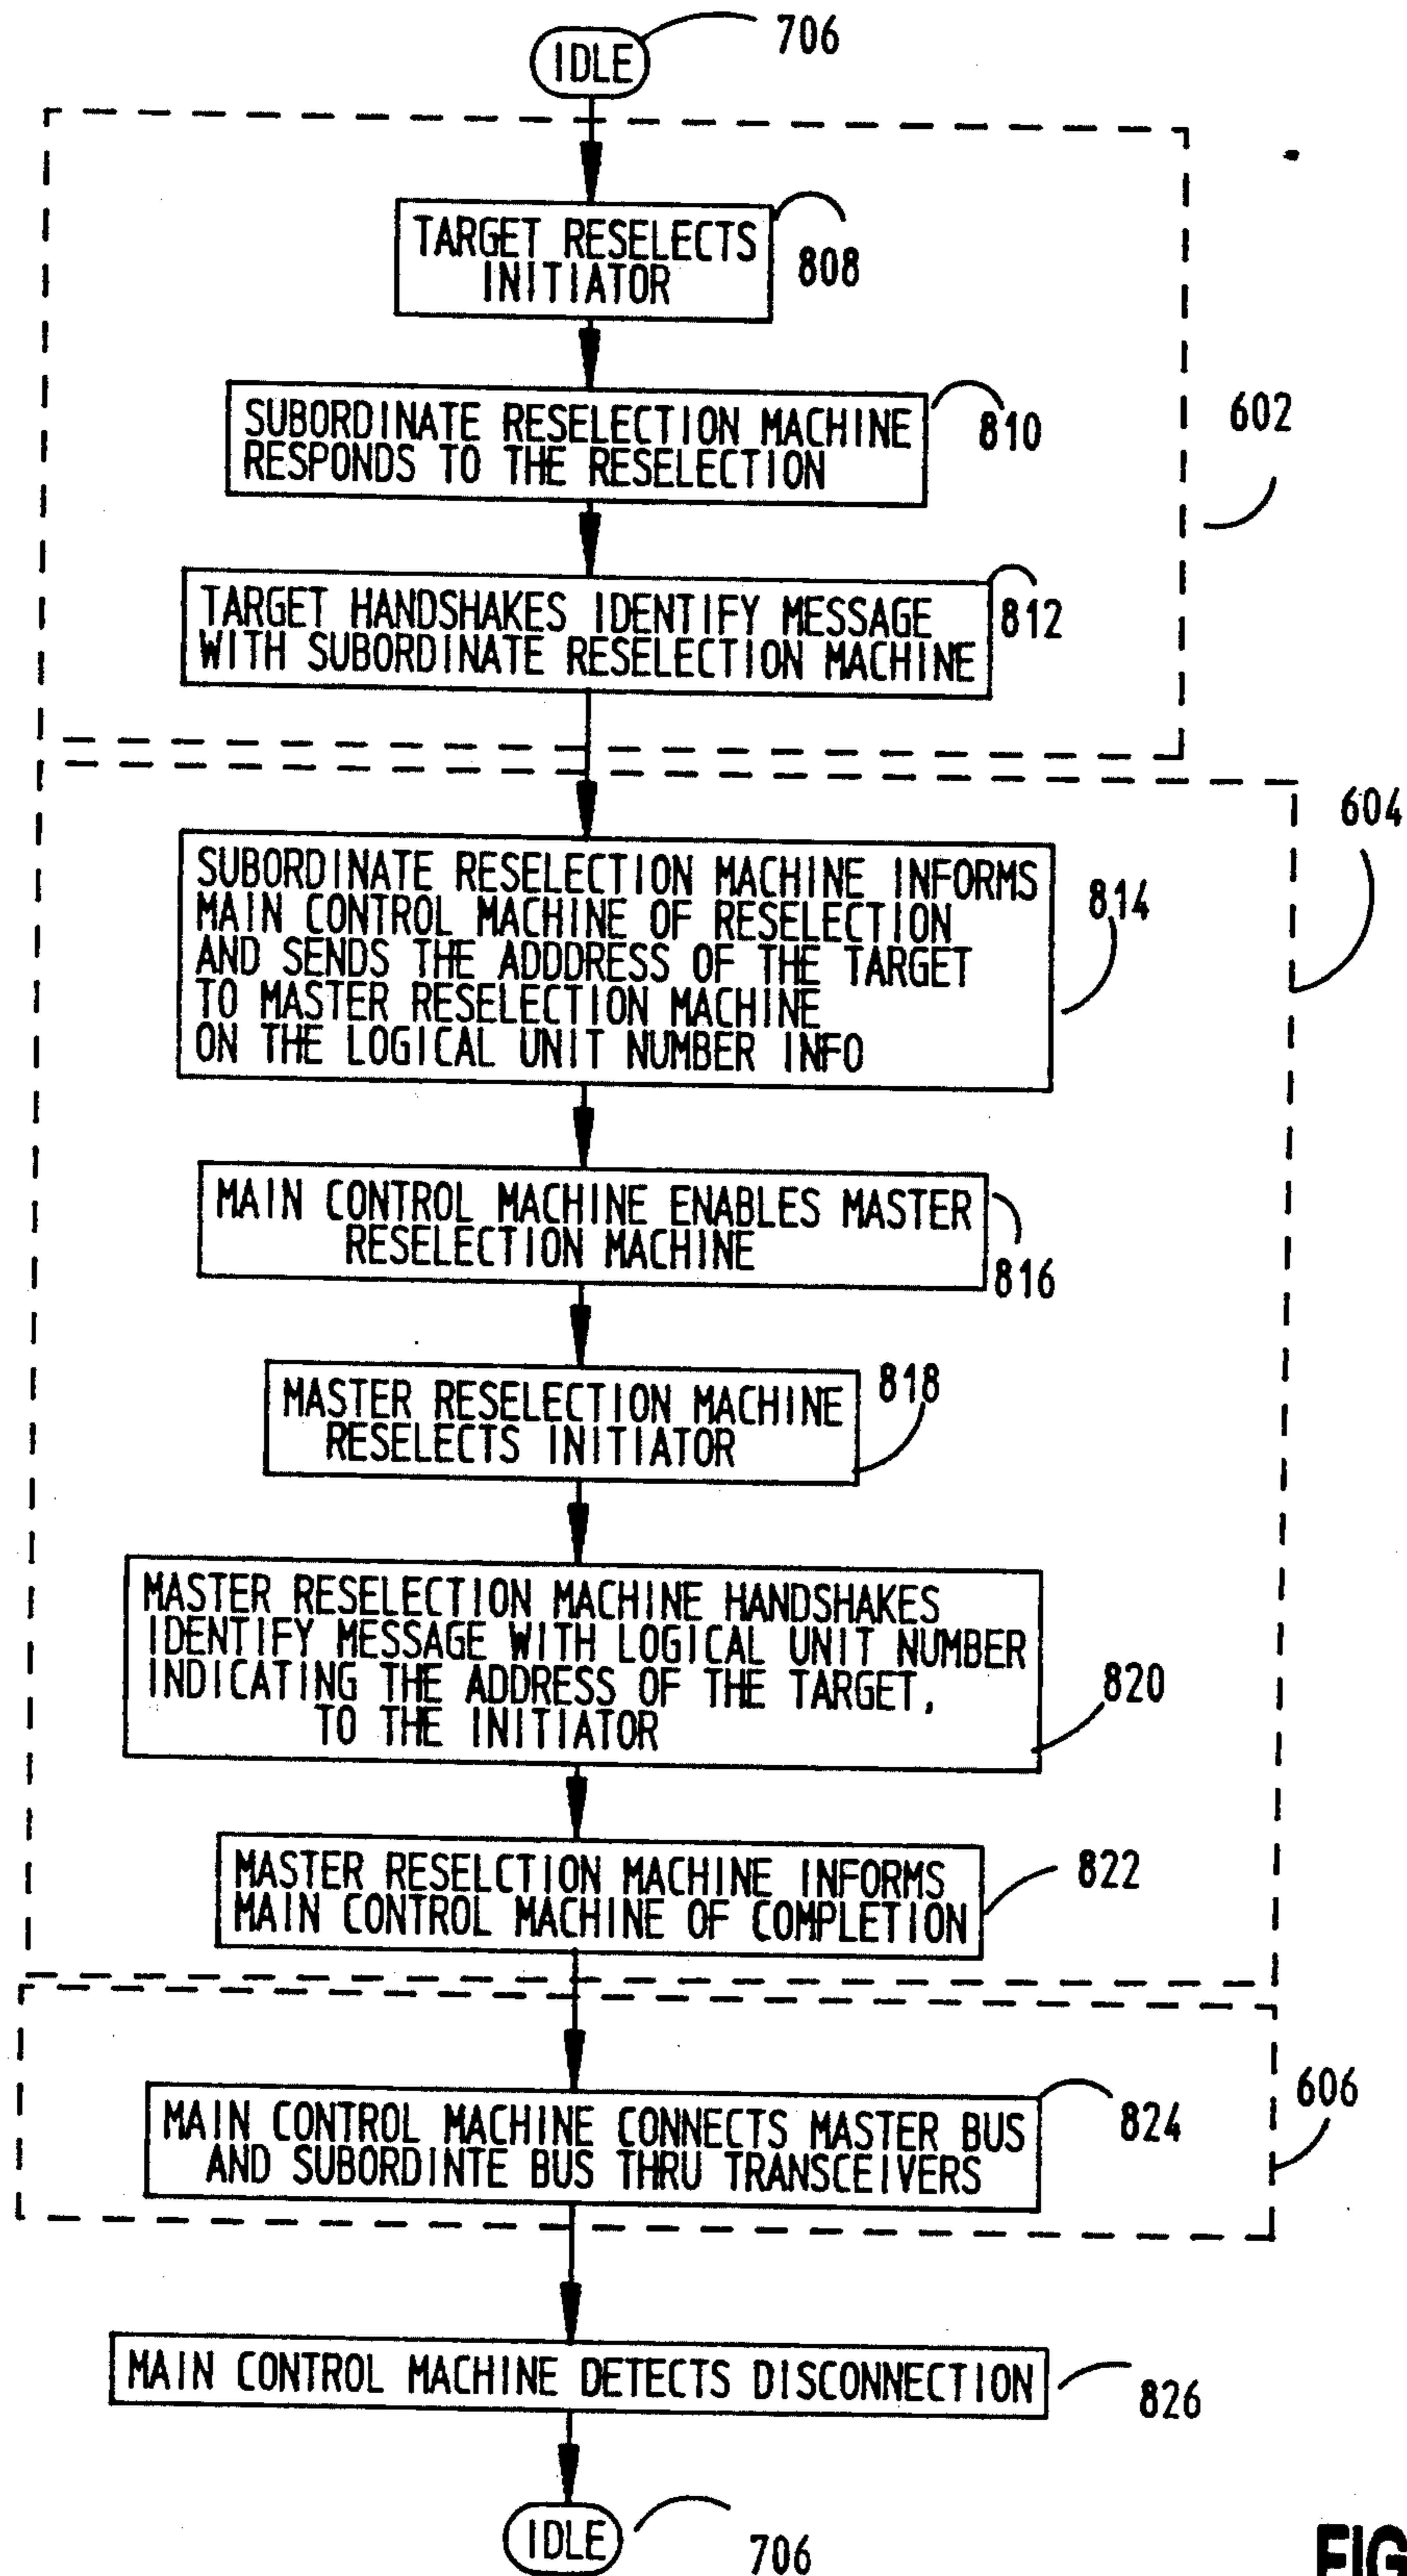 706
IDLE
TARGET RESELECTS
INITIATOR
808
SUBORDINATE RESELECTION MACHINE
RESPONDS TO THE RESELECTION
810
602
TARGET HANDSHAKES IDENTIFY MESSAGE
WITH SUBORDINATE RESELECTION MACHINE
812
604
SUBORDINATE RESELECTION MACHINE INFORMS
MAIN CONTROL MACHINE OF RESELECTION
AND SENDS THE ADDDRESS OF THE TARGET
TO MASTER RESELECTION MACHINE
ON THE LOGICAL UNIT NUMBER INFO
814
MAIN CONTROL MACHINE ENABLES MASTER
RESELECTION MACHINE
816
MASTER RESELECTION MACHINE
RESELECTS INITIATOR
818
MASTER RESELECTION MACHINE HANDSHAKES
IDENTIFY MESSAGE WITH LOGICAL UNIT NUMBER
INDICATING THE ADDRESS OF THE TARGET,
TO THE INITIATOR
820
MASTER RESELCTION MACHINE INFORMS
MAIN CONTROL MACHINE OF COMPLETION
822
MAIN CONTROL MACHINE CONNECTS MASTER BUS
AND SUBORDINTE BUS THRU TRANSCEIVERS
824
606
MAIN CONTROL MACHINE DETECTS DISCONNECTION
826
IDLE
706
FIG